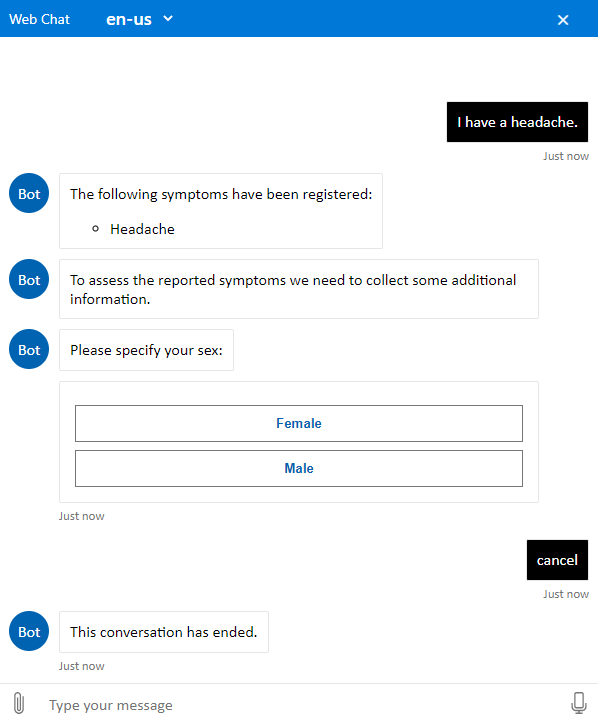 Web Chat en-us
I have a headache.
Just now
Bot
The following symptoms have been registered:
Headache
Bot
To assess the reported symptoms we need to collect some additional
information.
Bot
Please specify your sex:
Female
Male
Just now
cancel
Just now
Bot
This conversation has ended.
Just now
Type your message